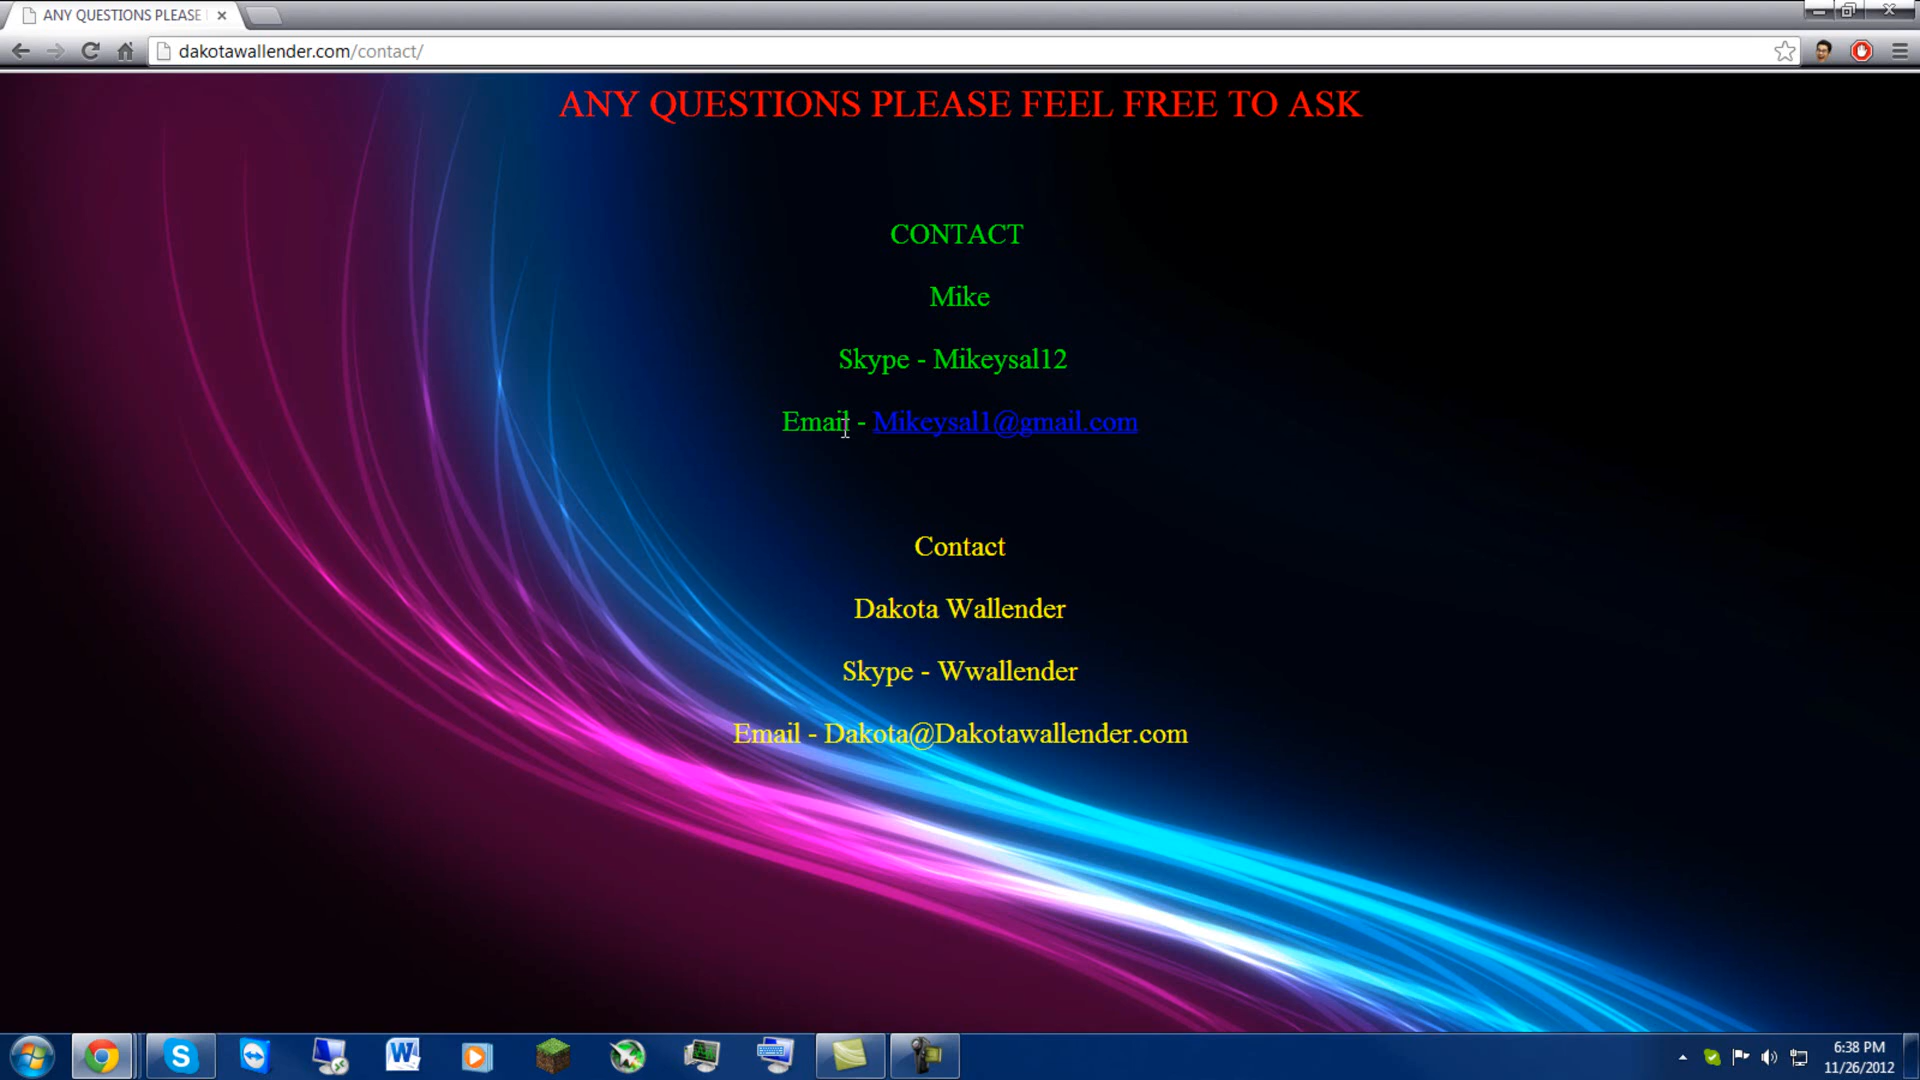 ANY QUESTIONS PLEASE
dakotawallender.com/contact/
ANY QUESTIONS PLEASE FEEL FREE TO ASK
CONTACT
Mike
Skype - Mikeysal12
Email - Mikeysal1@gmail.com
Contact
Dakota Wallender
Skype - Wwallender
Email - Dakota@Dakotawallender.com
6:38 PM
11/26/2012